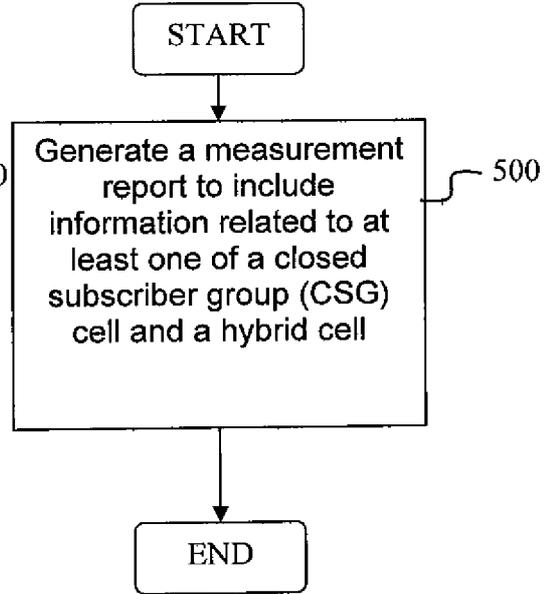 START
Generate a measurement
report to include
information related to at
least one of a closed
subscriber group (CSG)
cell and a hybrid cell
500
END